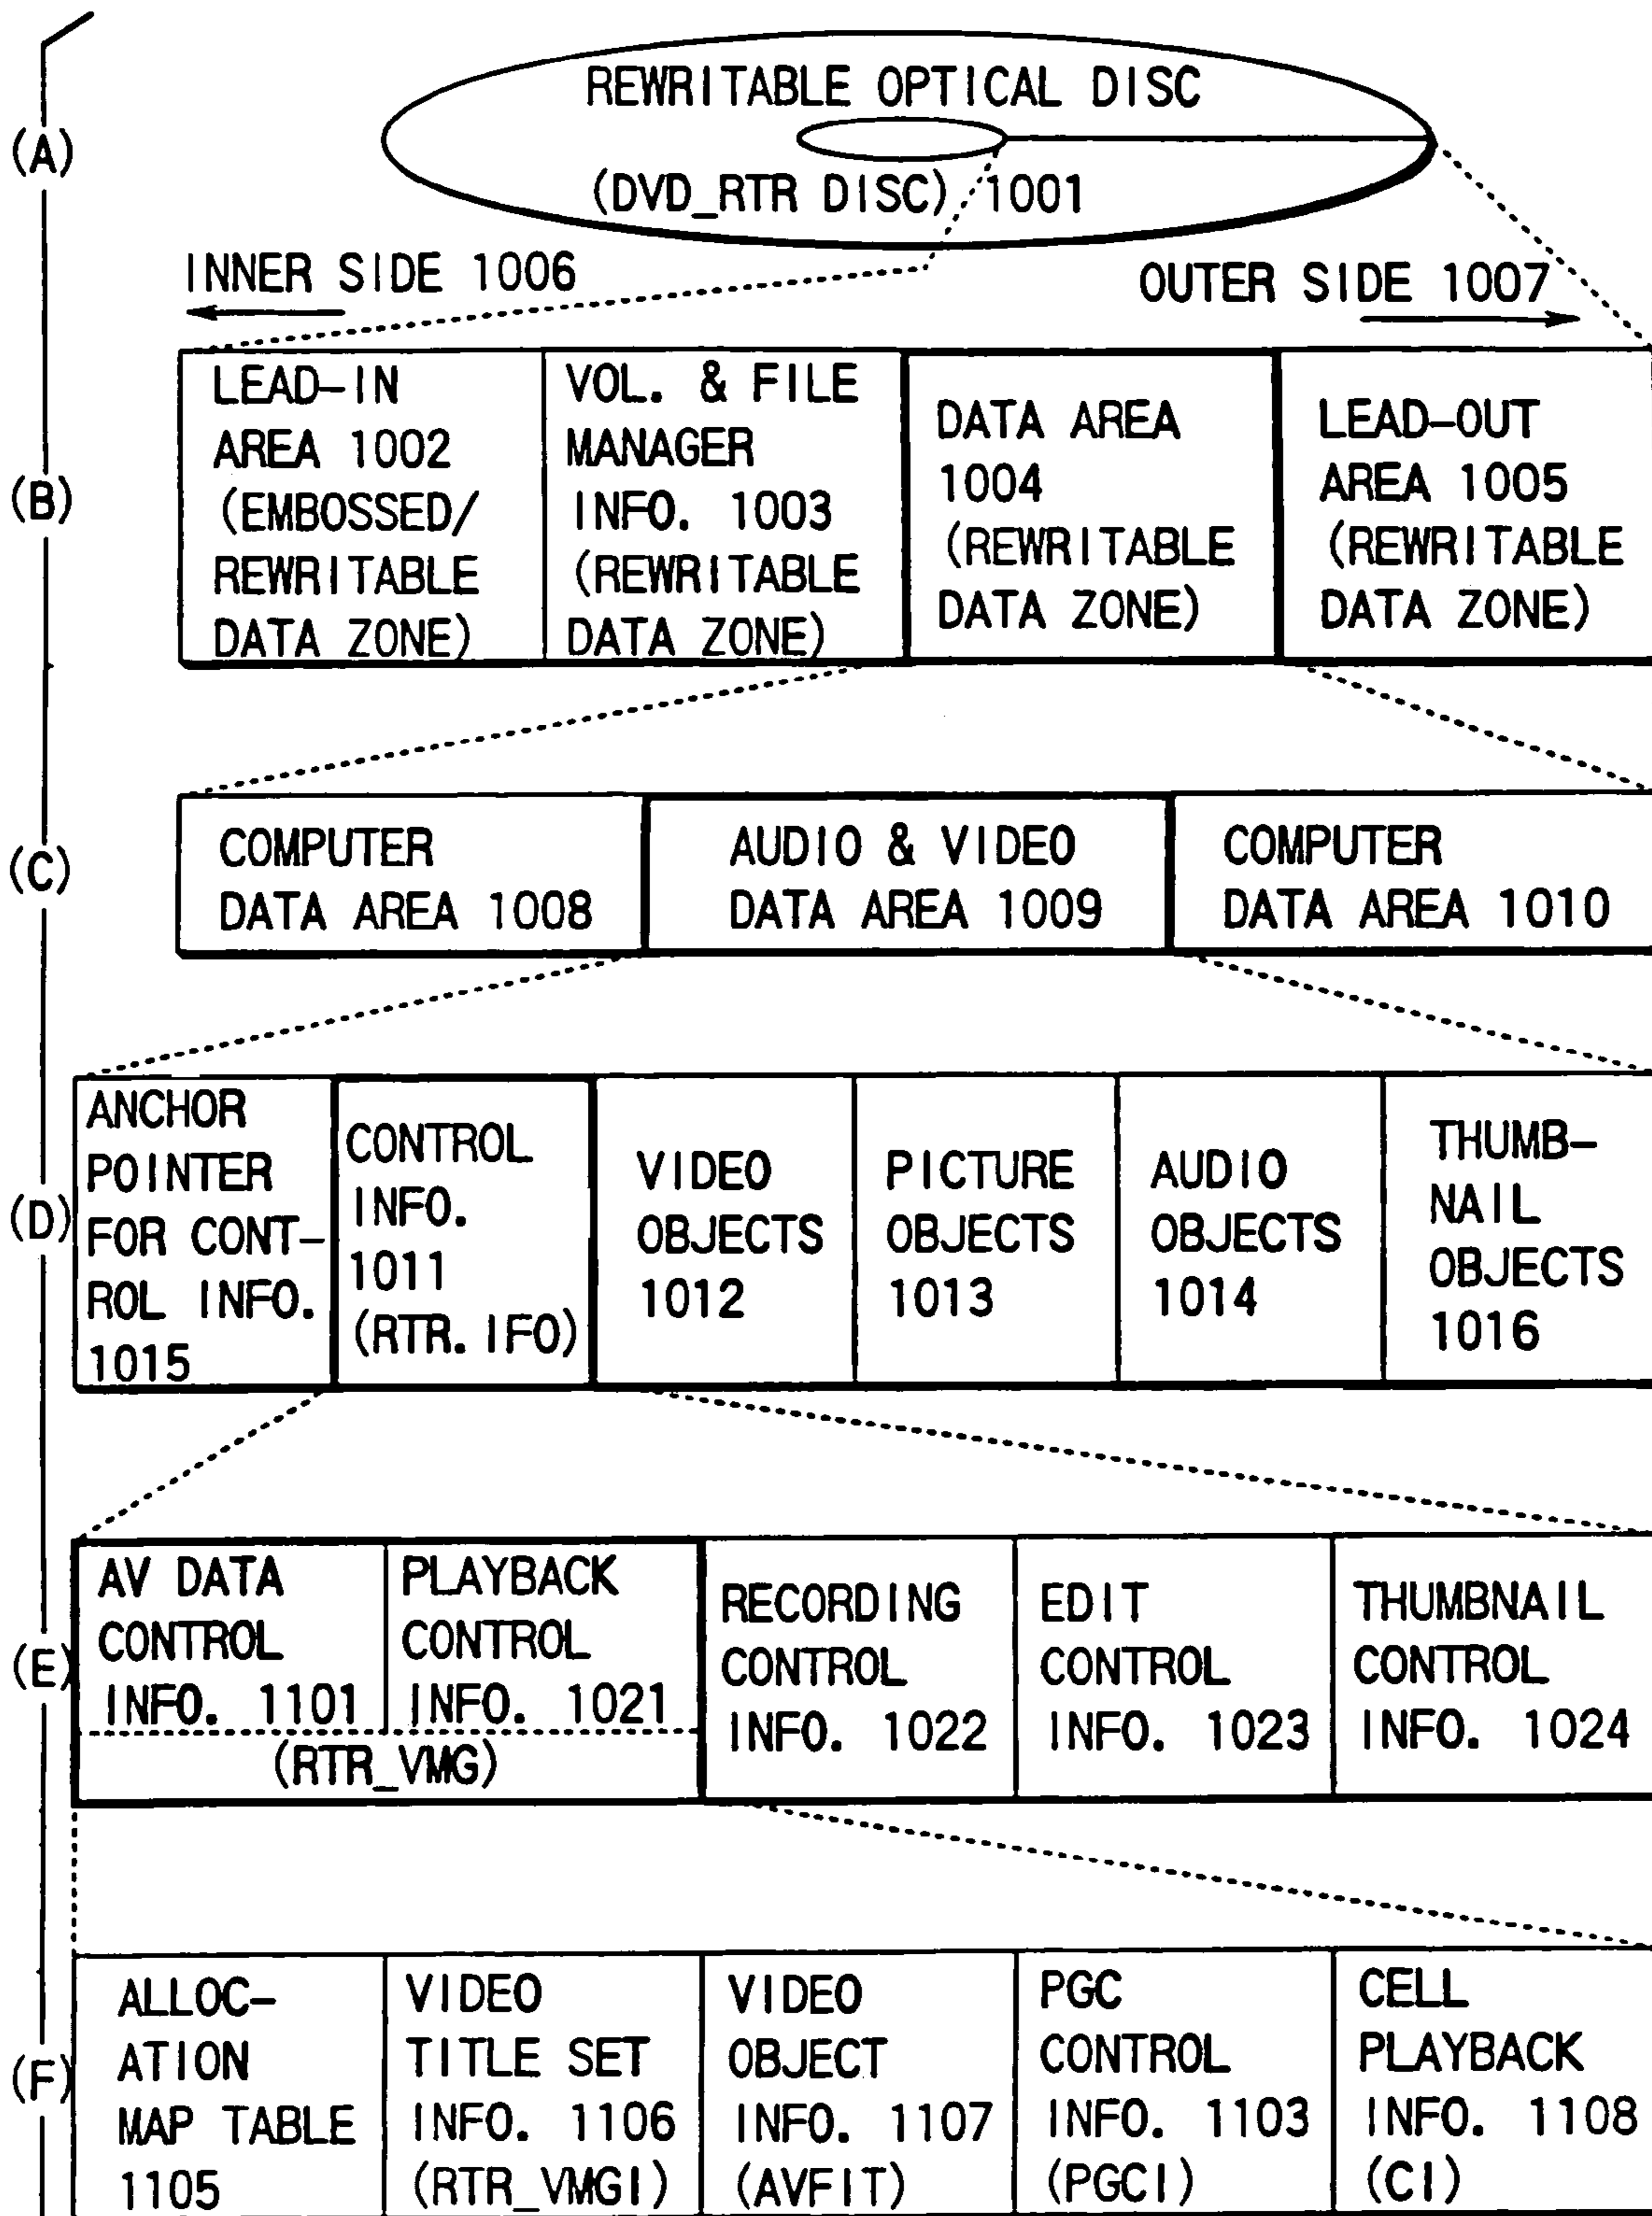 (A)
REWRITABLE OPTICAL DISC
(DVD_RTR DISC) 1001
INNER SIDE 1006
OUTER SIDE 1007
(B)
LEAD-IN
AREA 1002
(EMBOSSED/
REWRITABLE
DATA ZONE)
VOL. & FILE
MANAGER
INFO. 1003
(REWRITABLE
DATA ZONE)
DATA AREA
1004
(REWRITABLE
DATA ZONE)
LEAD-OUT
AREA 1005
(REWRITABLE
DATA ZONE)
(C)
COMPUTER
DATA AREA 1008
AUDIO & VIDEO
DATA AREA 1009
COMPUTER
DATA AREA 1010
(D)
ANCHOR
POINTER
FOR CONT-
ROL INFO.
1015
CONTROL
INFO.
1011
(RTR.IFO)
VIDEO
OBJECTS
1012
PICTURE
OBJECTS
1013
AUDIO
OBJECTS
1014
THUMB-
NAIL
OBJECTS
1016
(E)
AV DATA
CONTROL
INFO. 1101
PLAYBACK
CONTROL
INFO. 1021
(RTR_VMG)
RECORDING
CONTROL
INFO. 1022
EDIT
CONTROL
INFO. 1023
THUMBNAIL
CONTROL
INFO. 1024
(F)
ALLOC-
ATION
MAP TABLE
1105
VIDEO
TITLE SET
INFO. 1106
(RTR_VMGI)
VIDEO
OBJECT
INFO. 1107
(AVFIT)
PGC
CONTROL
INFO. 1103
(PGCI)
CELL
PLAYBACK
INFO. 1108
(CI)